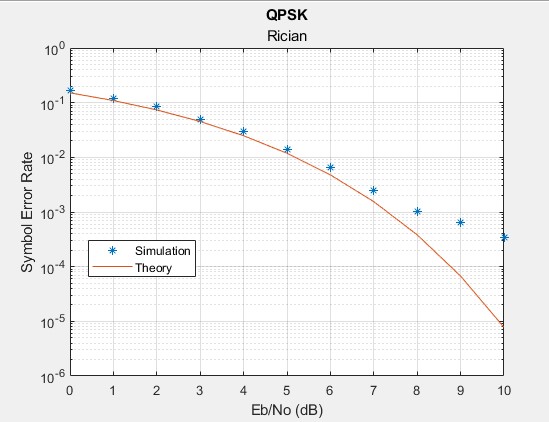 QPSK
Rician
10^0
10^-1
10^-2
10^-3
10^-4
10^-5
10^-6
Symbol Error Rate
Simulation
Theory
0 1 2 3 4 5 6 7 8 9 10
Eb/No (dB)